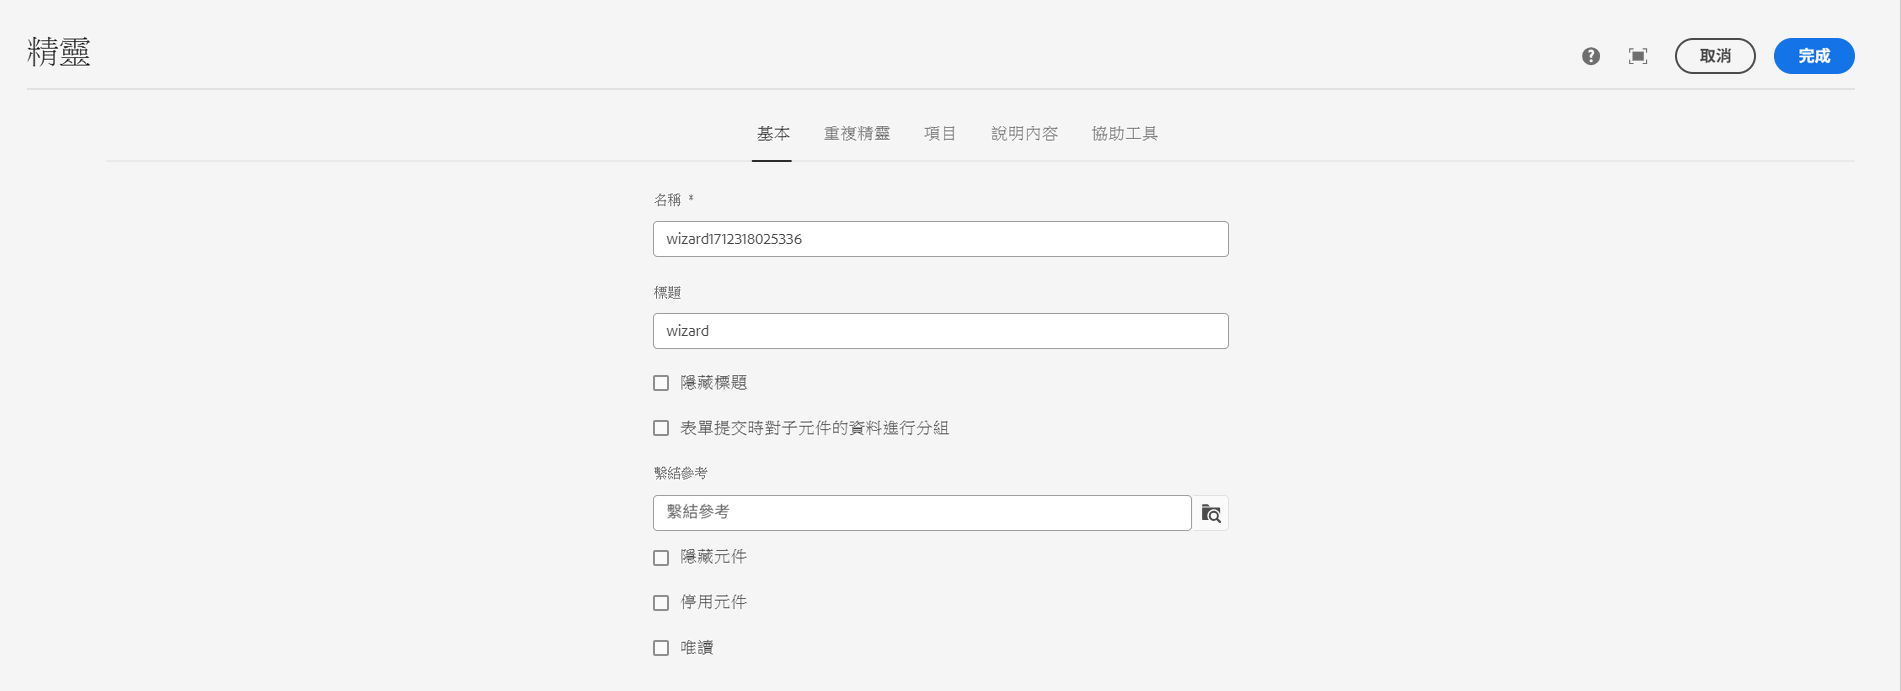 精靈
取消
完成
基本 重複精靈 項目 說明內容 協助工具
名稱 *
wizard1712318025336
標題
wizard
隱藏標題
表單提交時對子元件的資料進行分組
繫結參考
繫結參考
隱藏元件
停用元件
唯讀